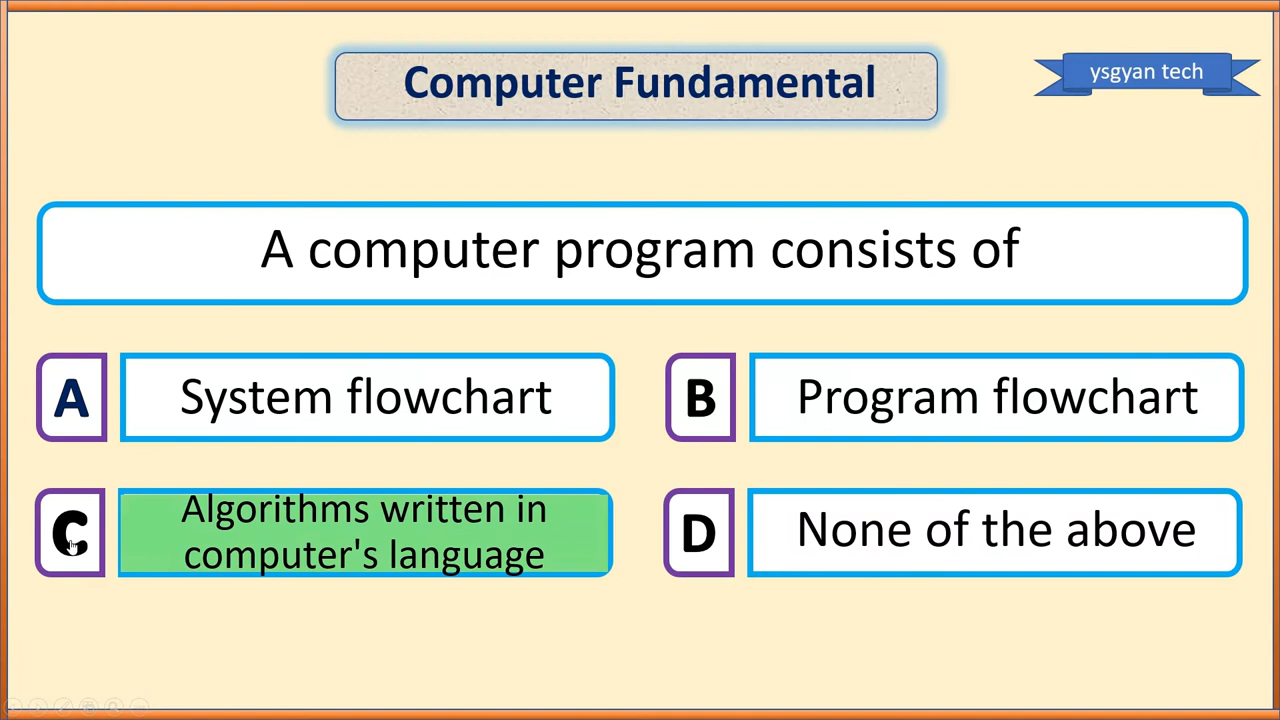 Computer Fundamental
ysgyan tech
A computer program consists of
A
System flowchart
B
Program flowchart
C
Algorithms written in
computer's language
D
None of the above